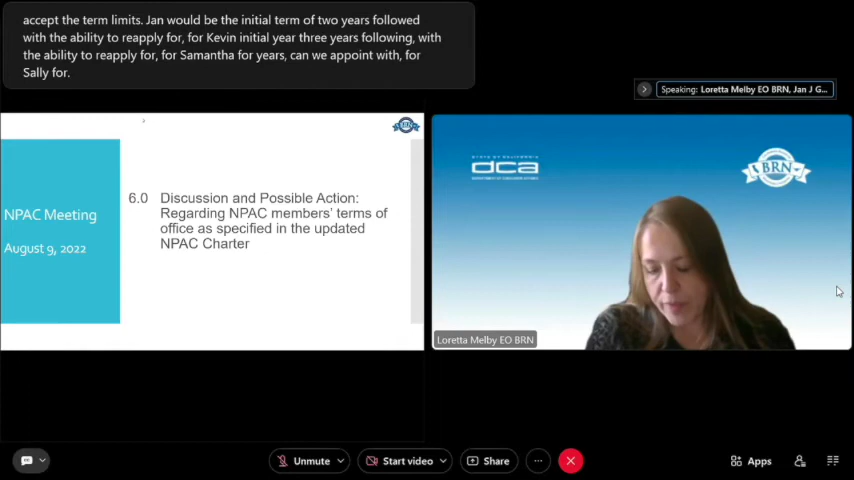 accept the term limits. Jan would be the initial term of two years followed
with the ability to reapply for, for Kevin initial year three years following, with
the ability to reapply for, for Samantha for years, can we appoint with, for
Sally for.
Speaking: Loretta Melby EO BRN, Jan J G...
BRN
NPAC Meeting
August 9, 2022
6.0 Discussion and Possible Action:
Regarding NPAC members' terms of
office as specified in the updated
NPAC Charter
dca
BRN
Loretta Melby EO BRN
Unmute
Start video
Share
Apps